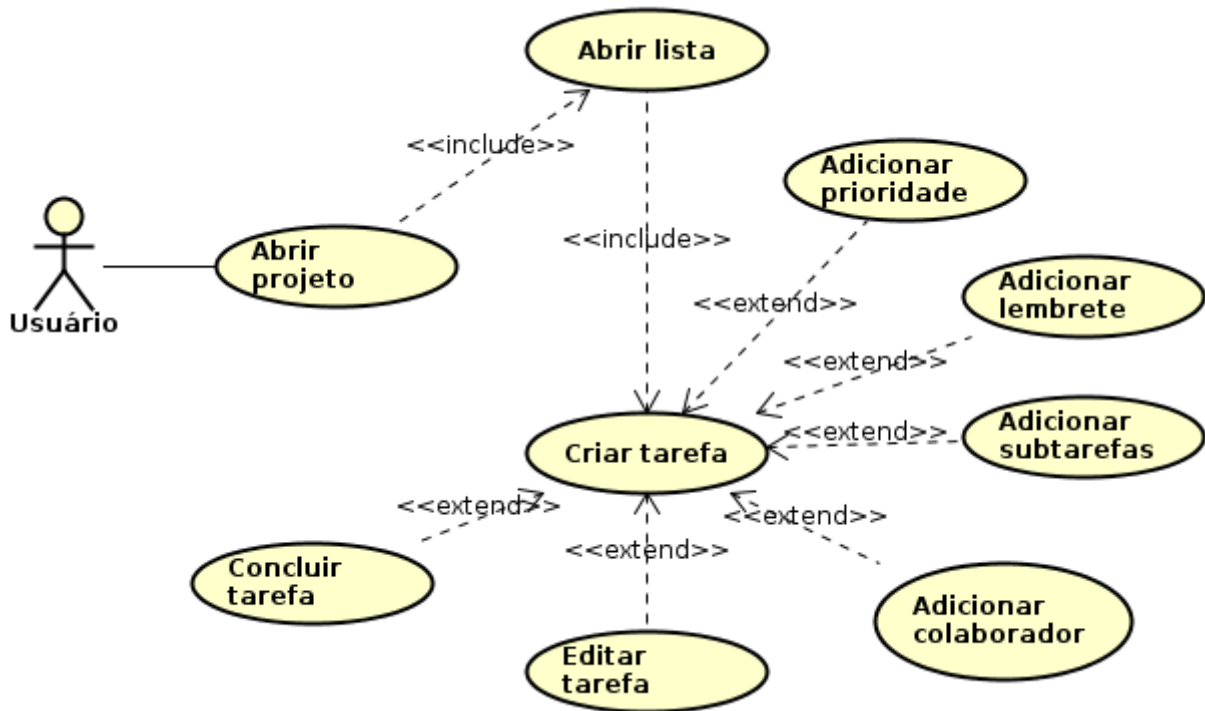 Abrir lista
<<include>>
Adicionar
prioridade
Abrir
projeto
Usuário
<<include>>
Adicionar
lembrete
<<extend>>
<<extend>>
Adicionar
subtarefas
<<extend>>
Criar tarefa
<<extend>>
<<extend>>
<<extend>>
Concluir
tarefa
Adicionar
colaborador
Editar
tarefa